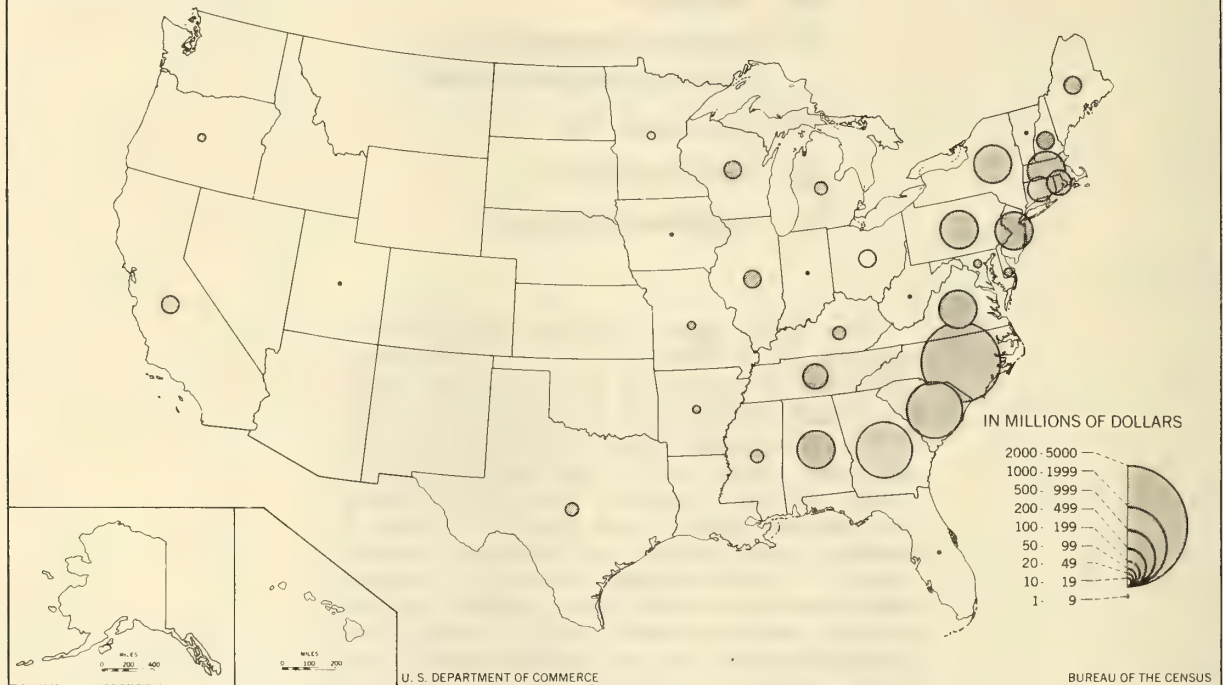 IN MILLIONS OF DOLLARS
2000 - 5000
1000 - 1999
500 - 999
200 - 499
100 - 199
50 - 99
20 - 49
10 - 19
1 - 9
MILES
0 200 400
MILES
0 100 200
U. S. DEPARTMENT OF COMMERCE
BUREAU OF THE CENSUS